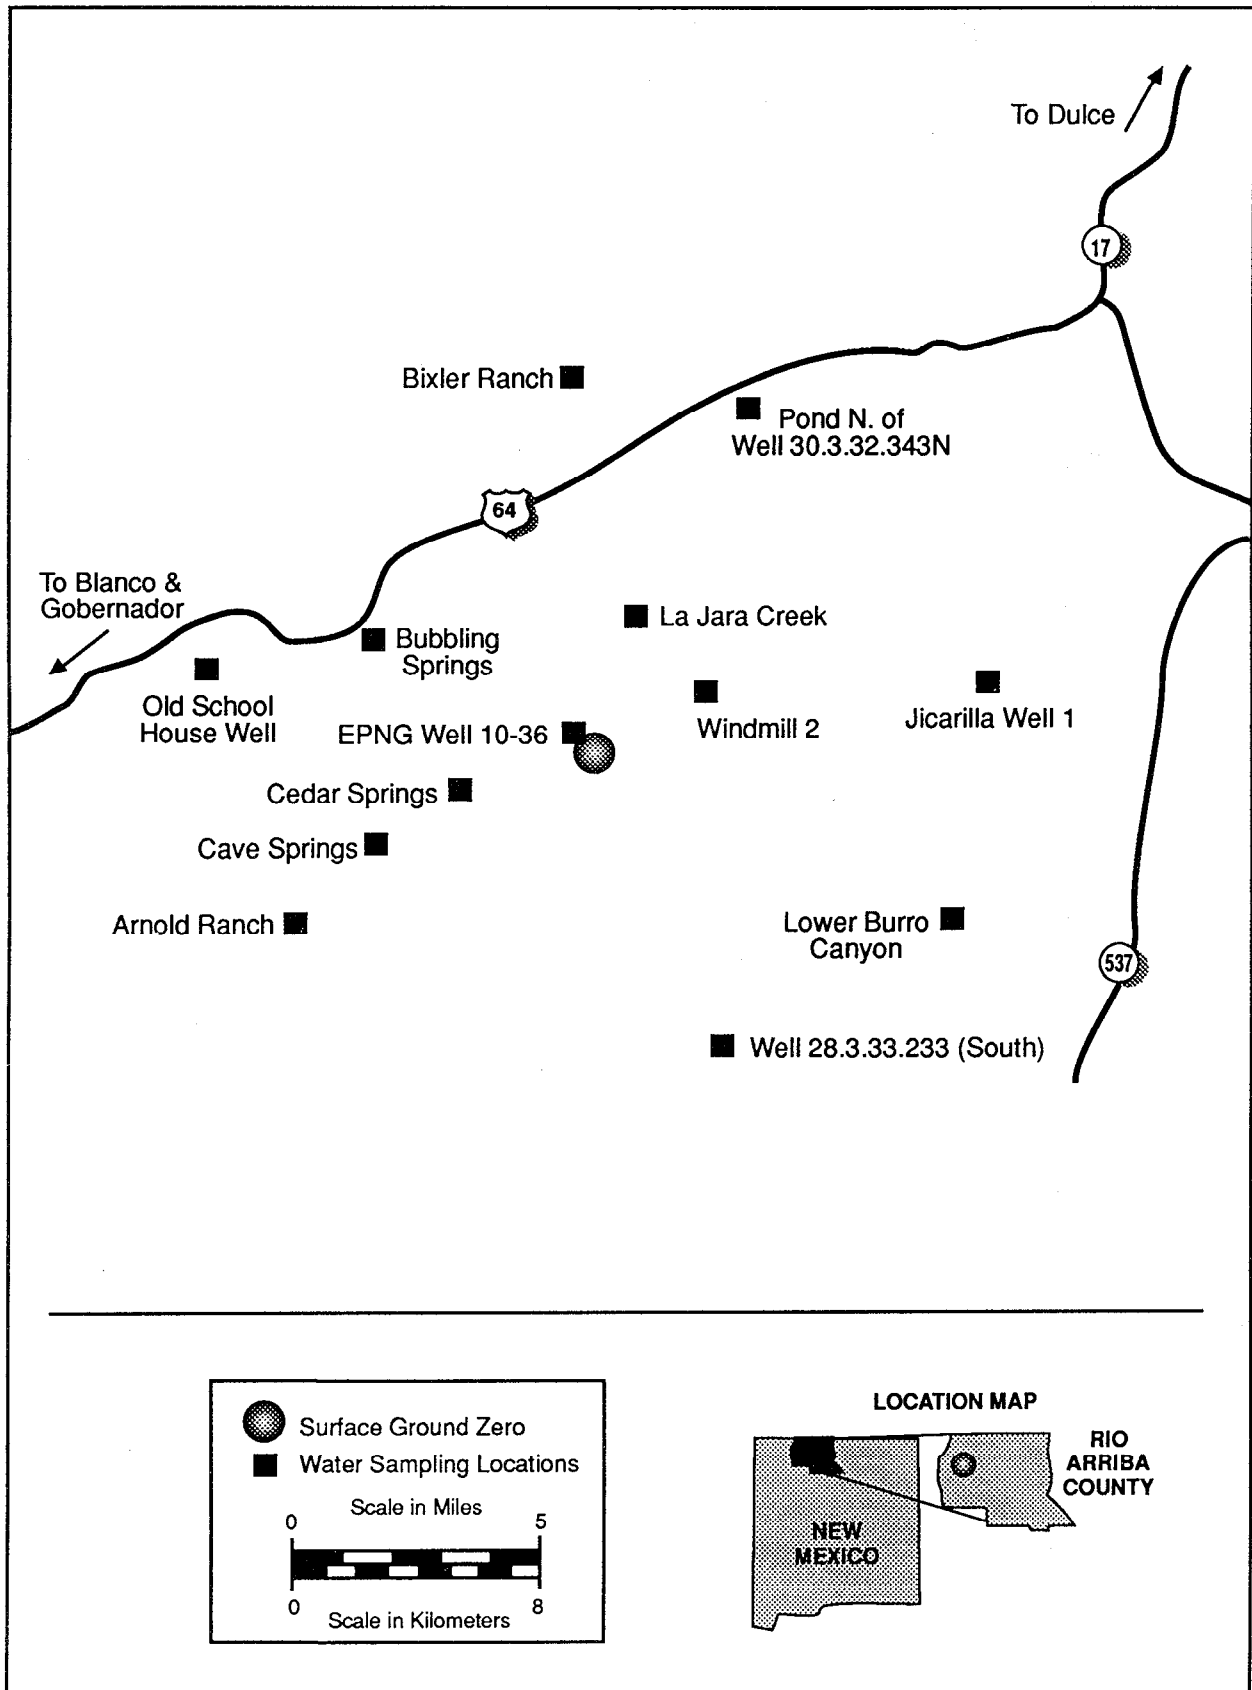 To Dulce
17
Bixler Ranch
Pond N. of
Well 30.3.32.343N
64
To Blanco &
Gobernador
La Jara Creek
Bubbling
Springs
Old School
House Well
Windmill 2
Jicarilla Well 1
EPNG Well 10-36
Cedar Springs
Cave Springs
Arnold Ranch
Lower Burro
Canyon
537
Well 28.3.33.233 (South)
Surface Ground Zero
Water Sampling Locations
Scale in Miles
0 5
0 8
Scale in Kilometers
LOCATION MAP
RIO
ARRIBA
COUNTY
NEW
MEXICO